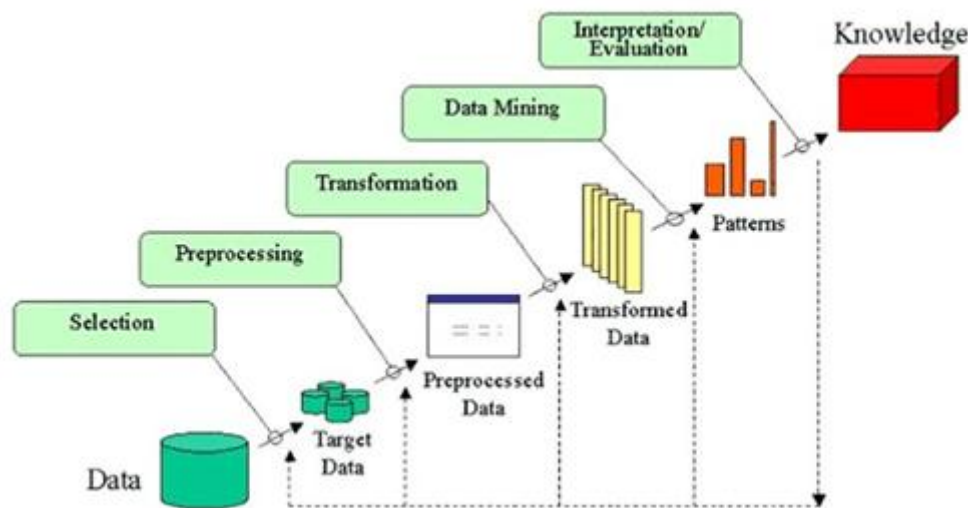 Interpretation/
Evaluation
Knowledge
Data Mining
Transformation
Patterns
Preprocessing
Transformed
Data
Selection
Preprocessed
Data
Target
Data
Data